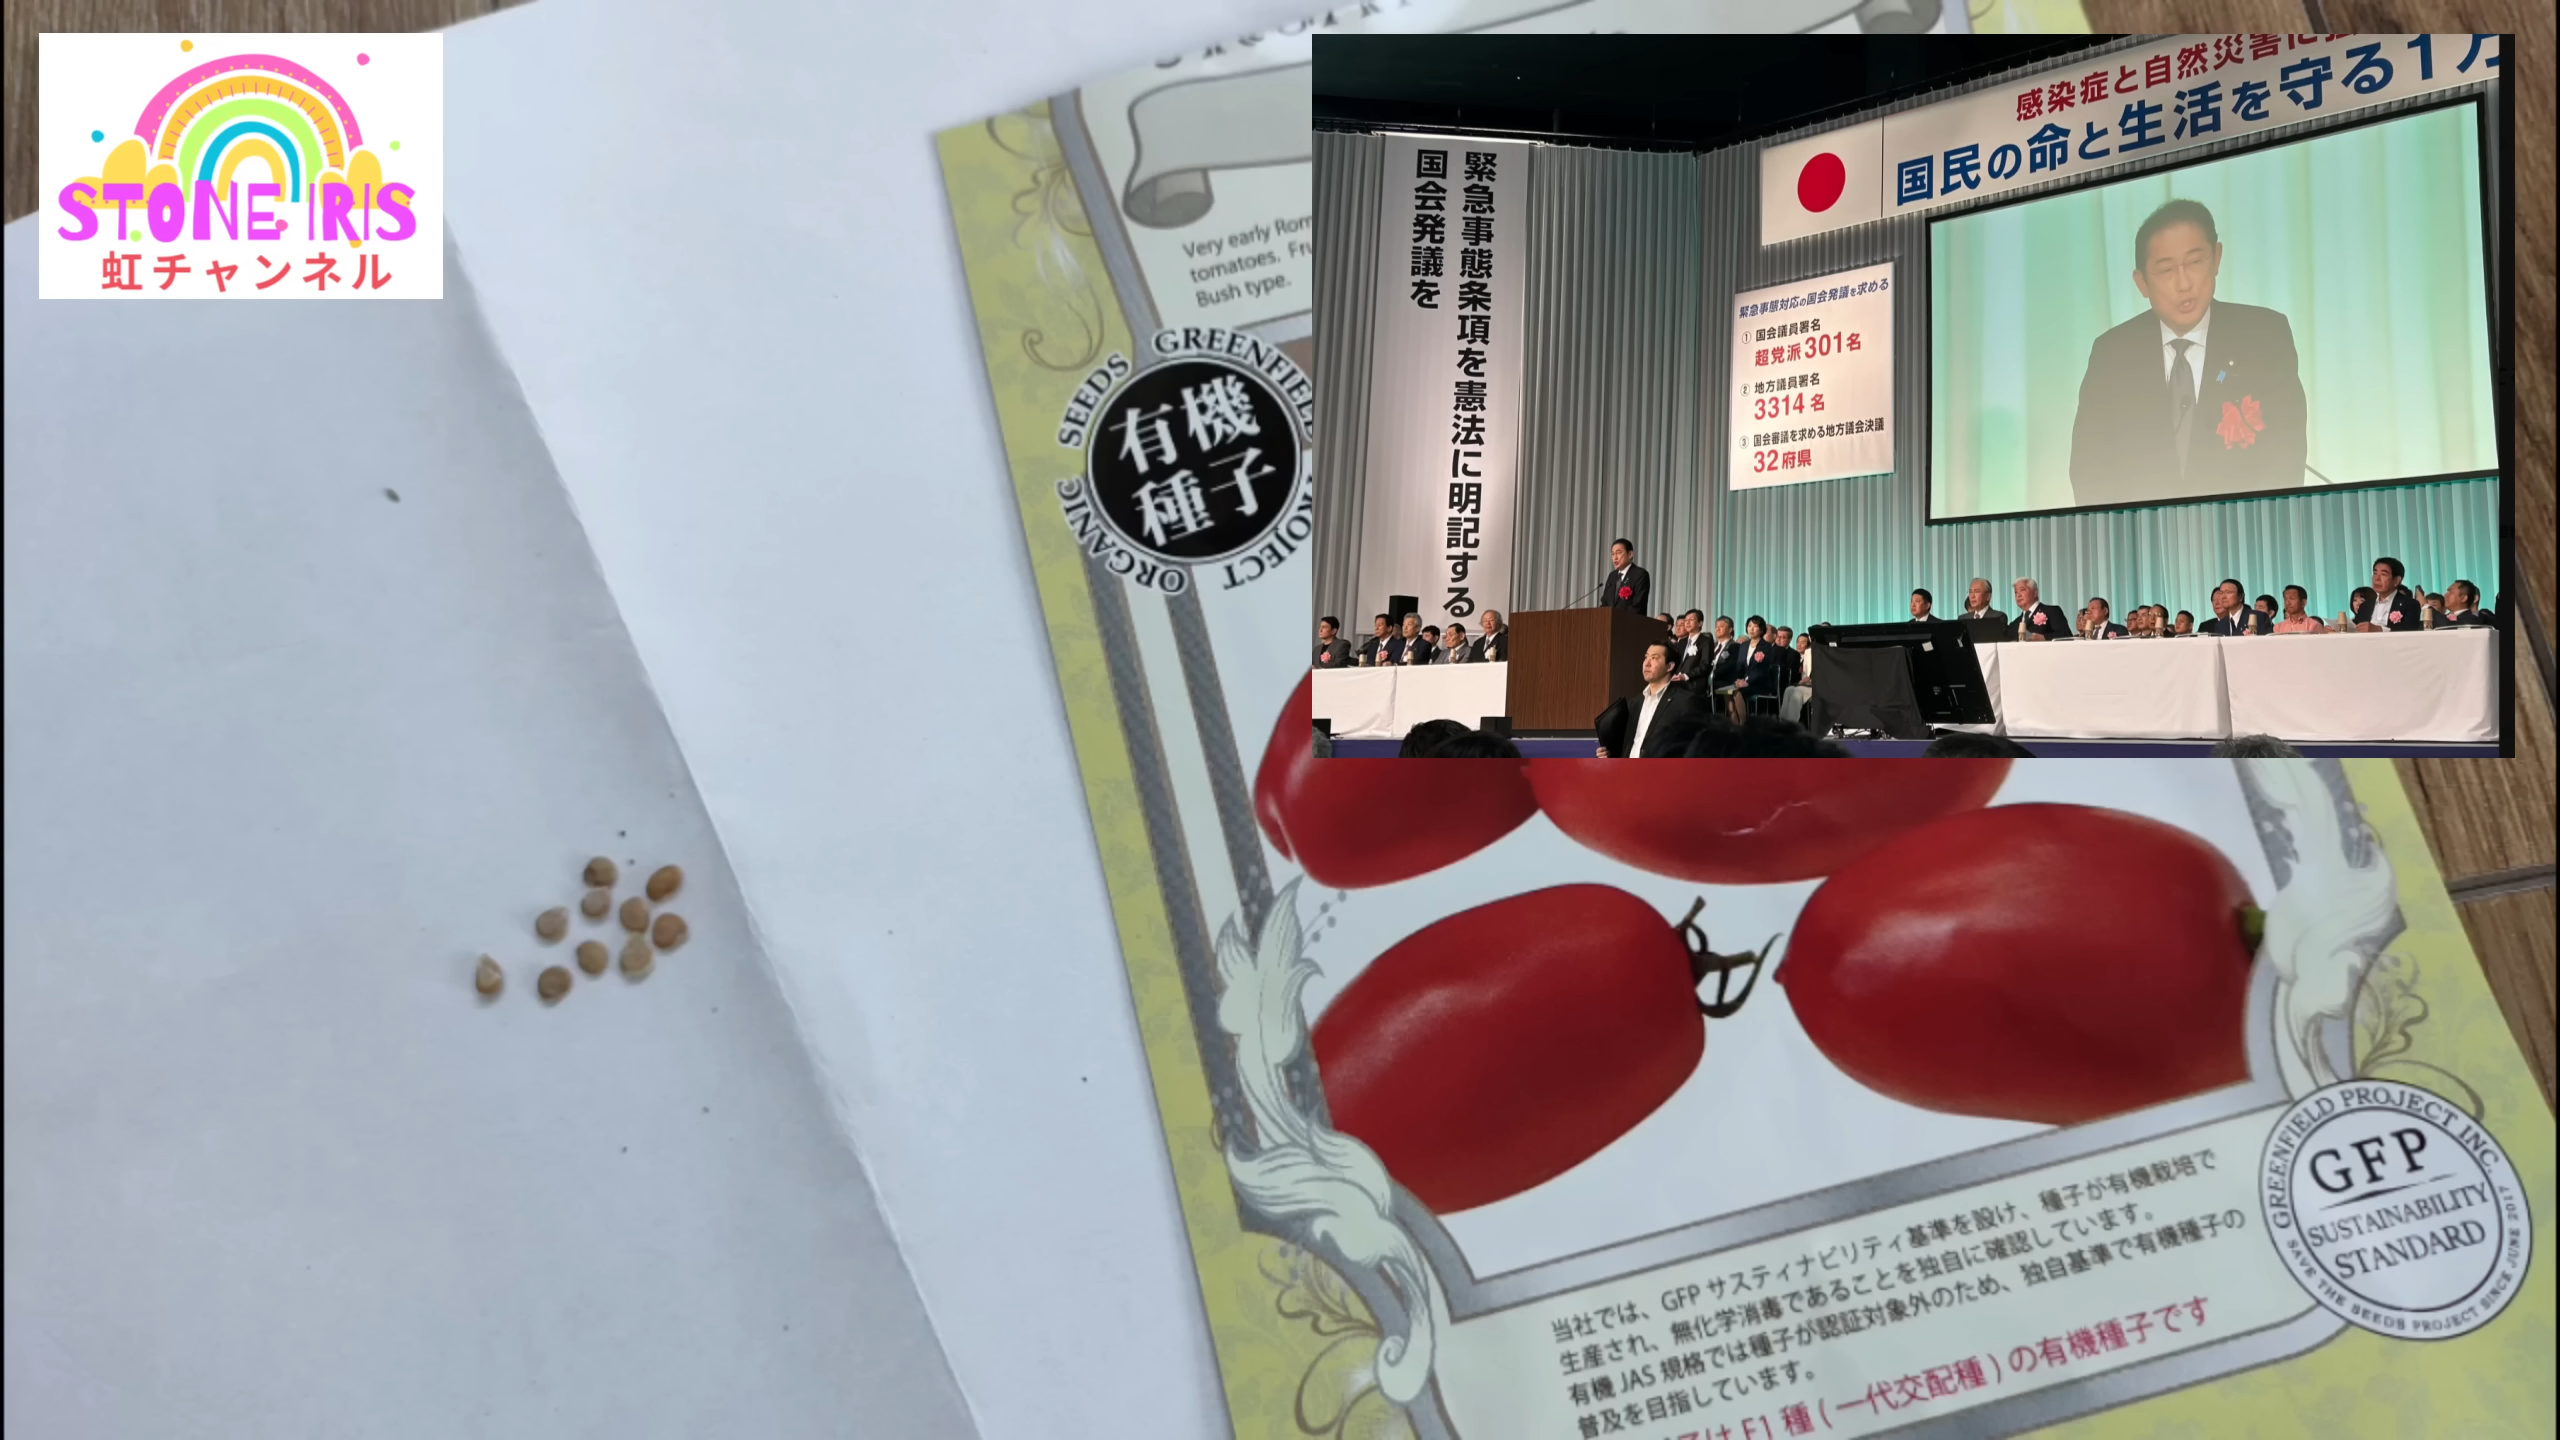 STONE IRIS
虹チャンネル
Very early
tomatoes.
Bush type.
ORGANIC SEEDS GREENFIELD PROJECT
有機
種子
緊急事態条項を憲法に明記する
国会発議を
感染症と自然災害に
国民の命と生活を守る1万
緊急事態対応の国会発議を求める
① 国会議員署名
超党派301名
② 地方議員署名
3314名
③ 国会審議を求める地方議会決議
32府県
当社では、GFPサスティナビリティ基準を設け、種子が有機栽培で
生産され、無化学消毒であることを独自に確認しています。
有機JAS規格では種子が認証対象外のため、独自基準で有機種子の
普及を目指しています。
F1種(一代交配種)の有機種子です
GREENFIELD PROJECT INC.
GFP
SUSTAINABILITY
STANDARD
SAVE THE SEEDS PROJECT SINCE JUNE 2017